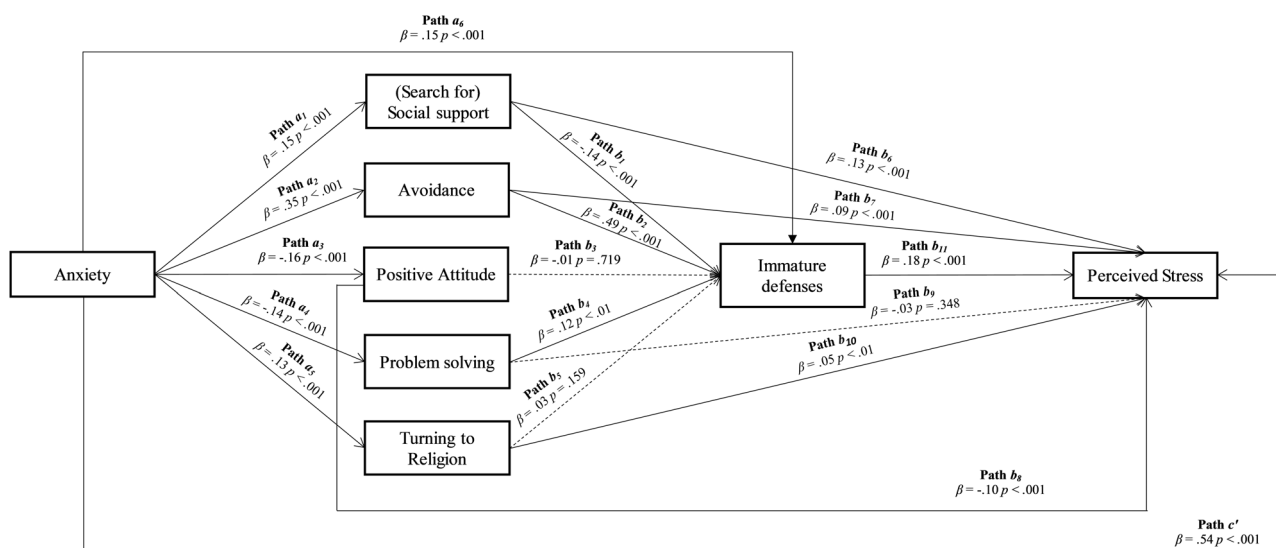 Path a6
β = .15 p < .001
(Search for)
Social support
Path a1
β = .15 p < .001
Path b1
β = -.14 p < .001
Path b6
β = .13 p < .001
Path a2
β = .35 p < .001
Avoidance
Path b2
β = .49 p < .001
Path b7
β = .09 p < .001
Anxiety
Path a3
β = -.16 p < .001
Positive Attitude
Path b3
β = -.01 p = .719
Immature
defenses
Path b11
β = .18 p < .001
Perceived Stress
Path a4
β = -.14 p < .001
Problem solving
Path b4
β = .12 p < .01
Path b9
β = -.03 p = .348
Path a5
β = .13 p < .001
Turning to
Religion
Path b5
β = .03 p = .159
Path b10
β = .05 p < .01
Path b8
β = -.10 p < .001
Path c'
β = .54 p < .001